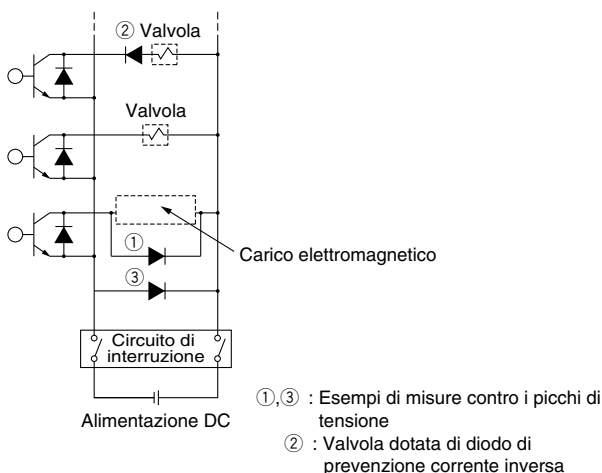 ② Valvola
Valvola
①
Carico elettromagnetico
③
Circuito di
interruzione
Alimentazione DC
①,③ : Esempi di misure contro i picchi di
tensione
② : Valvola dotata di diodo di
prevenzione corrente inversa